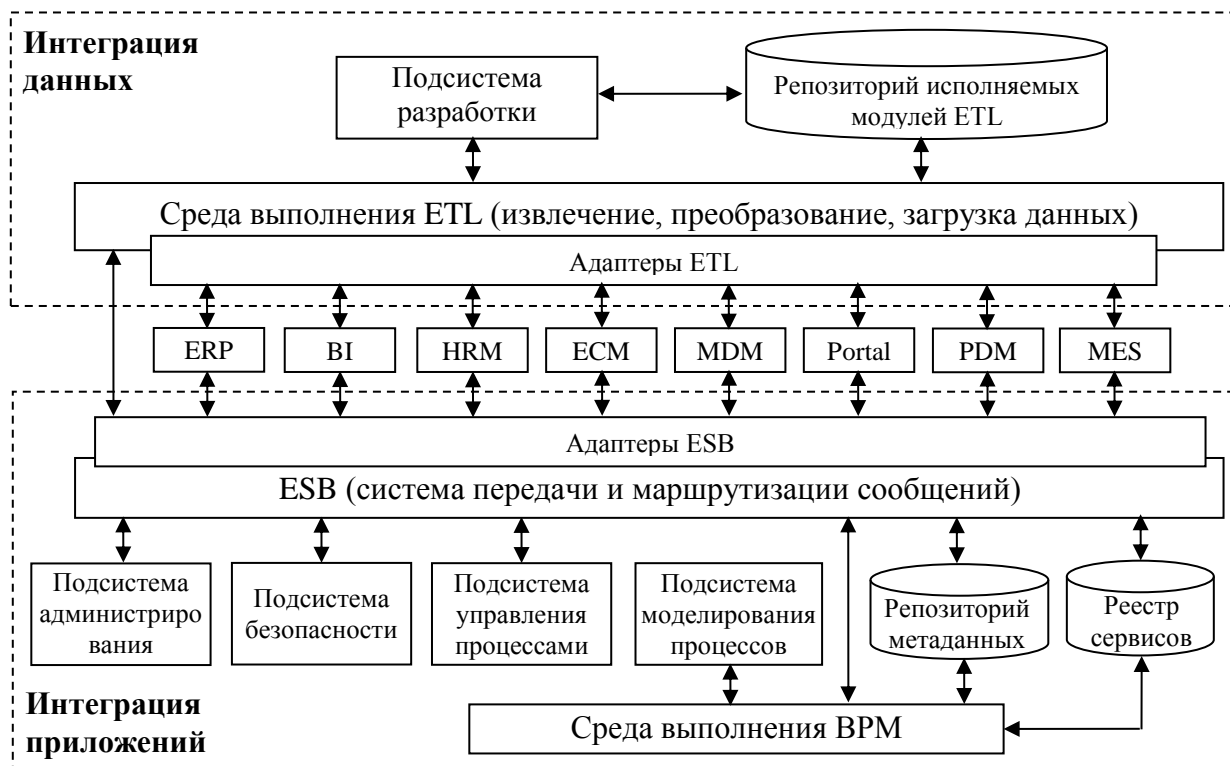 Интеграция
данных
Подсистема
разработки
Репозиторий исполняемых
модулей ETL
Среда выполнения ETL (извлечение, преобразование, загрузка данных)
Адаптеры ETL
ERP
BI
HRM
ECM
MDM
Portal
PDM
MES
Адаптеры ESB
ESB (система передачи и маршрутизации сообщений)
Подсистема
администриро
вания
Подсистема
безопасности
Подсистема
управления
процессами
Подсистема
моделирования
процессов
Репозиторий
метаданных
Реестр
сервисов
Интеграция
приложений
Среда выполнения BPM